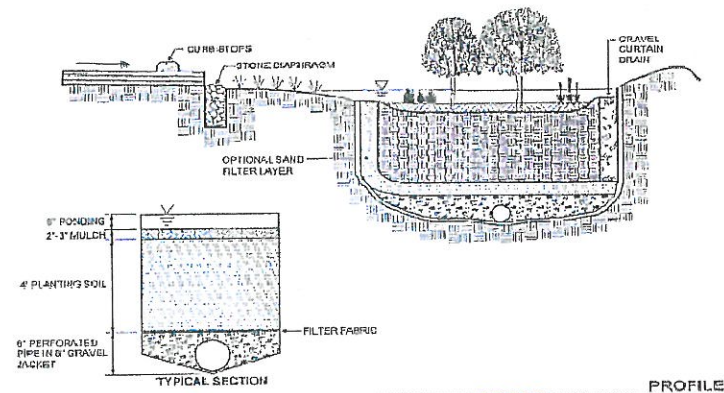 CURB STOPS
STONE DIAPHRAGM
GRAVEL
CURTAIN
DRAIN
OPTIONAL SAND
FILTER LAYER
6" PONDING
2"-3" MULCH
4' PLANTING SOIL
FILTER FABRIC
6" PERFORATED
PIPE IN 8" GRAVEL
JACKET
TYPICAL SECTION
PROFILE